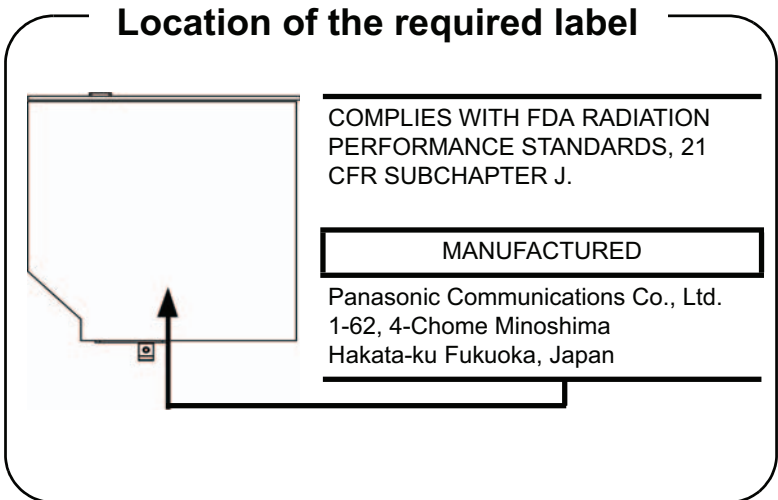 Location of the required label
COMPLIES WITH FDA RADIATION
PERFORMANCE STANDARDS, 21
CFR SUBCHAPTER J.
MANUFACTURED
Panasonic Communications Co., Ltd.
1-62, 4-Chome Minoshima
Hakata-ku Fukuoka, Japan